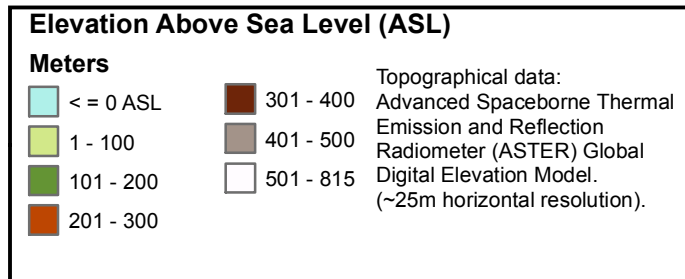 Elevation Above Sea Level (ASL)
Meters
< = 0 ASL
1 - 100
101 - 200
201 - 300
301 - 400
401 - 500
501 - 815
Topographical data:
Advanced Spaceborne Thermal
Emission and Reflection
Radiometer (ASTER) Global
Digital Elevation Model.
(~25m horizontal resolution).